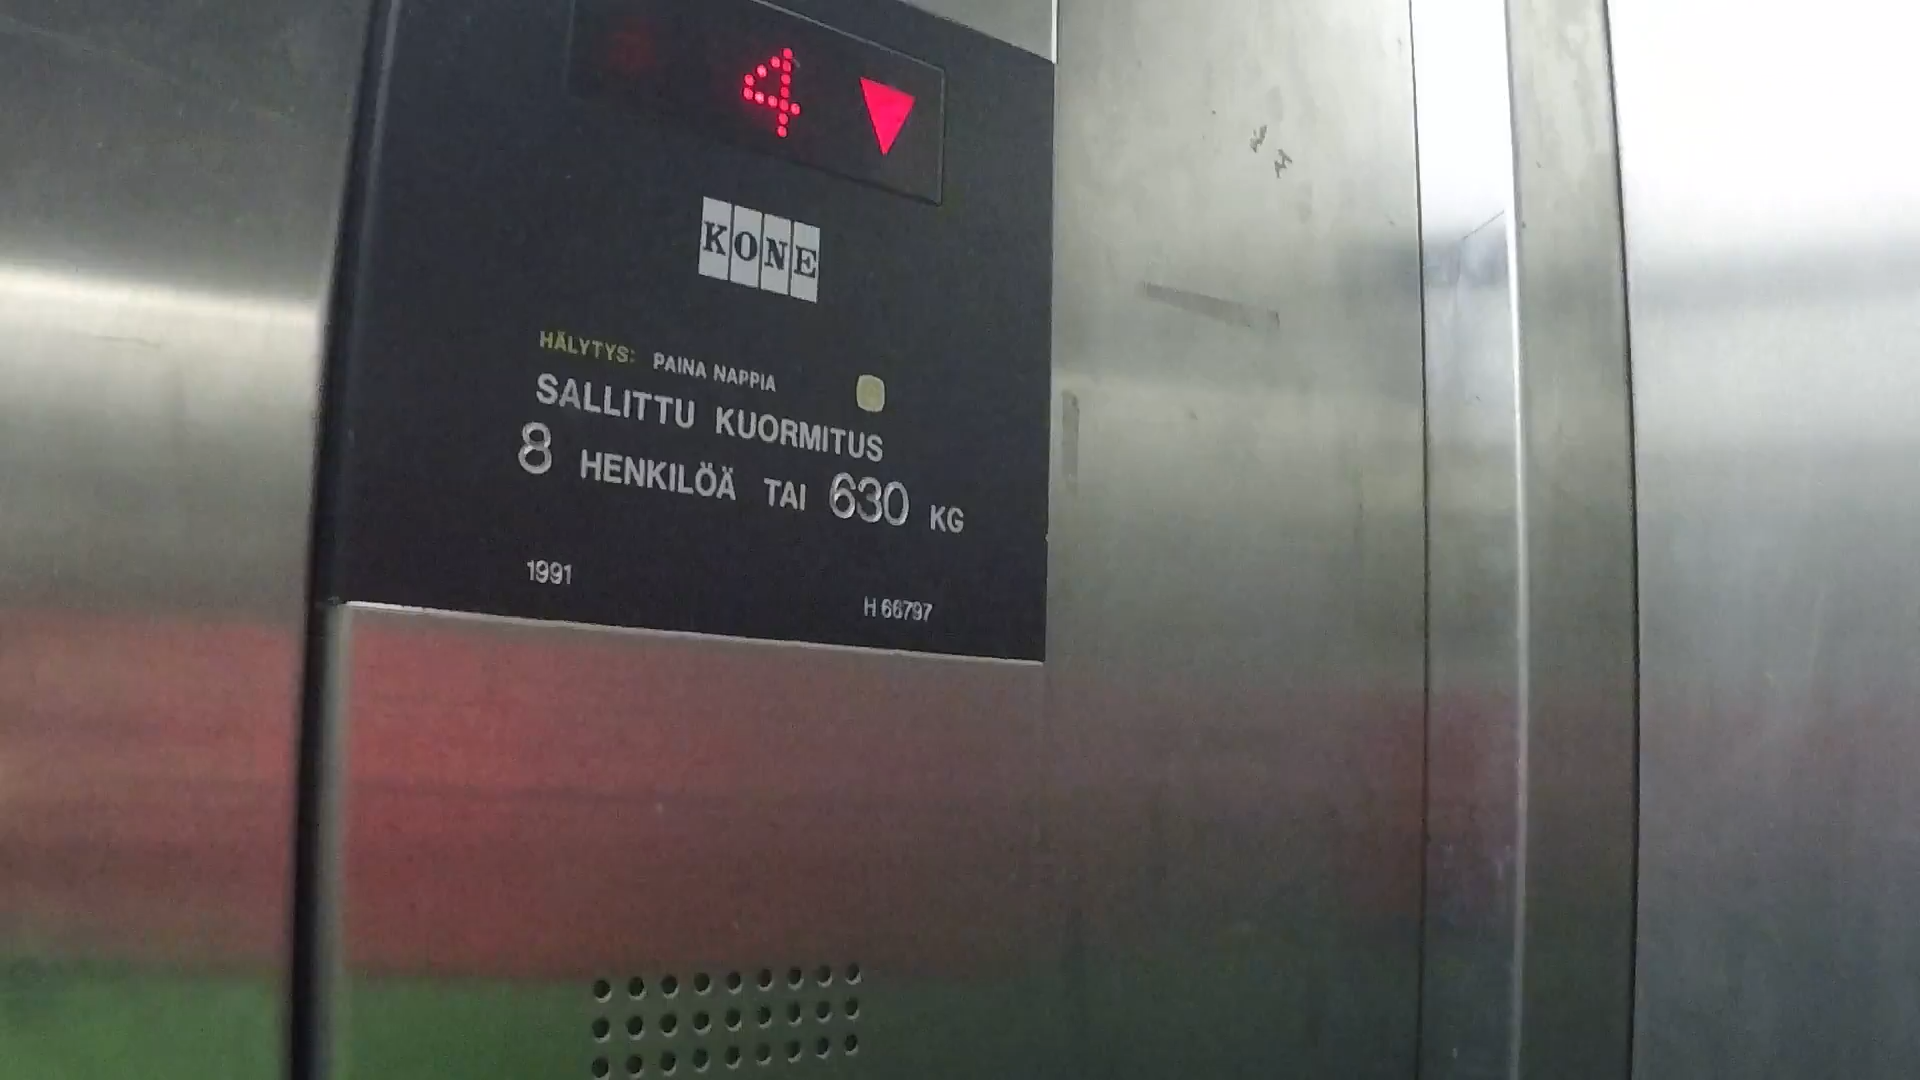 4
KONE
HÄLYTYS: PAINA NAPPIA
SALLITTU KUORMITUS
8 HENKILÖÄ TAI 630 KG
1991
H 66797